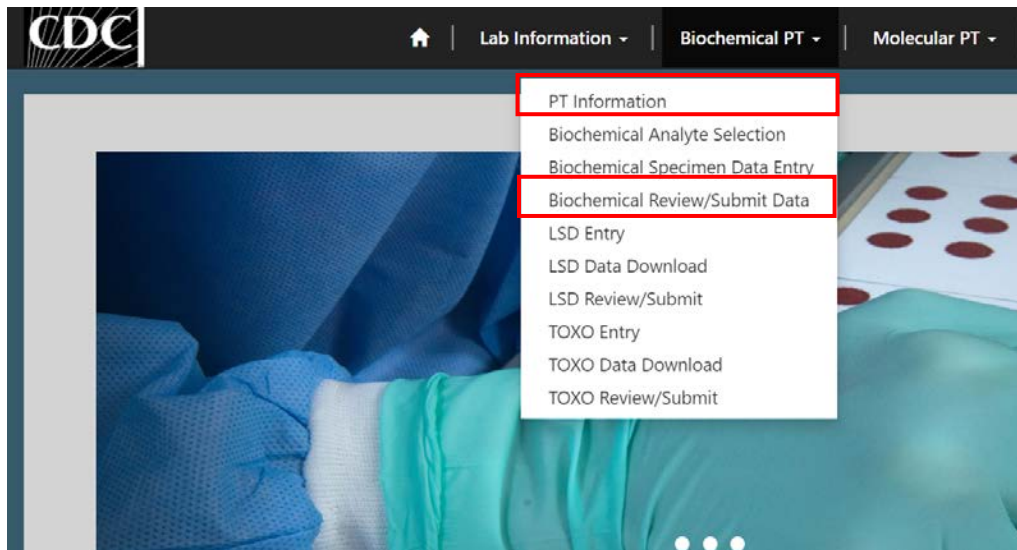 CDC
Lab Information
Biochemical PT
Molecular PT
PT Information
Biochemical Analyte Selection
Biochemical Specimen Data Entry
Biochemical Review/Submit Data
LSD Entry
LSD Data Download
LSD Review/Submit
TOXO Entry
TOXO Data Download
TOXO Review/Submit